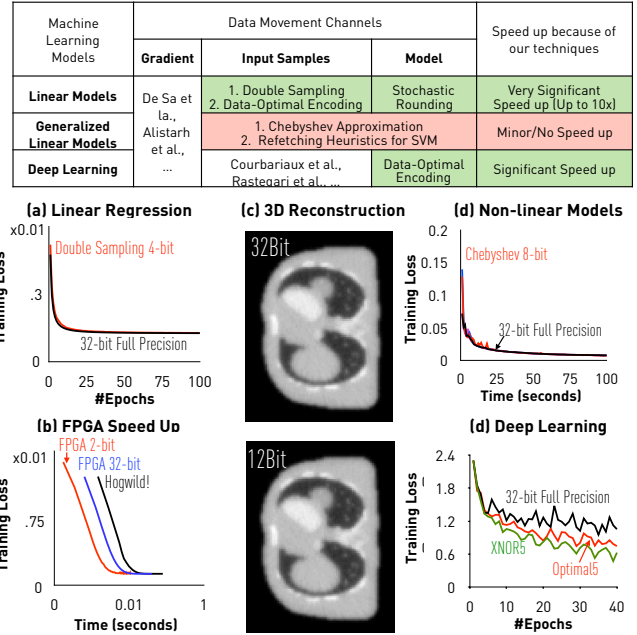 Machine
Learning
Models
Data Movement Channels
Speed up because of
our techniques
Gradient
Input Samples
Model
Linear Models
De Sa et
la.,
Alistarh
et al.,
...
1. Double Sampling
2. Data-Optimal Encoding
Stochastic
Rounding
Very Significant
Speed up (Up to 10x)
Generalized
Linear Models
1. Chebyshev Approximation
2. Refetching Heuristics for SVM
Minor/No Speed up
Deep Learning
Courbariaux et al.,
Rastegari et al., ...
Data-Optimal
Encoding
Significant Speed up
(a) Linear Regression
x0.01
Double Sampling 4-bit
.3
32-bit Full Precision
0
Training Loss
0 25 50 75 100
#Epochs
(c) 3D Reconstruction
32Bit
12Bit
(d) Non-linear Models
0.2
0.15
0.1
0.05
0
Training Loss
Chebyshev 8-bit
32-bit Full Precision
0 25 50 75 100
Time (seconds)
(b) FPGA Speed Up
x0.01
FPGA 2-bit
FPGA 32-bit
Hogwild!
.75
0
Training Loss
0 0.01 1
Time (seconds)
(d) Deep Learning
2.4
1.8
1.2
0.6
0
Training Loss
32-bit Full Precision
XNOR5
Optimal5
0 10 20 30 40
#Epochs